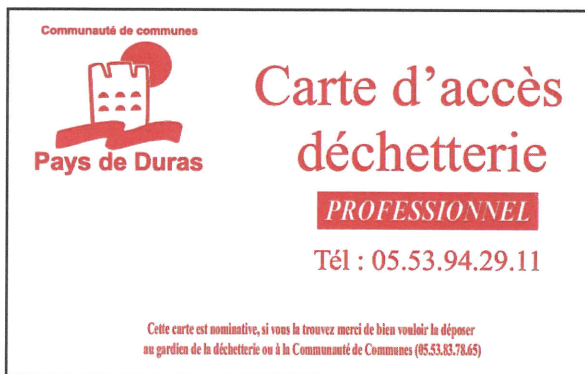 Communauté de communes
Pays de Duras
Carte d'accès
déchetterie
PROFESSIONNEL
Tél : 05.53.94.29.11
Cette carte est nominative, si vous la trouvez merci de bien vouloir la déposer
au gardien de la déchetterie ou à la Communauté de Communes (05.53.83.78.65)